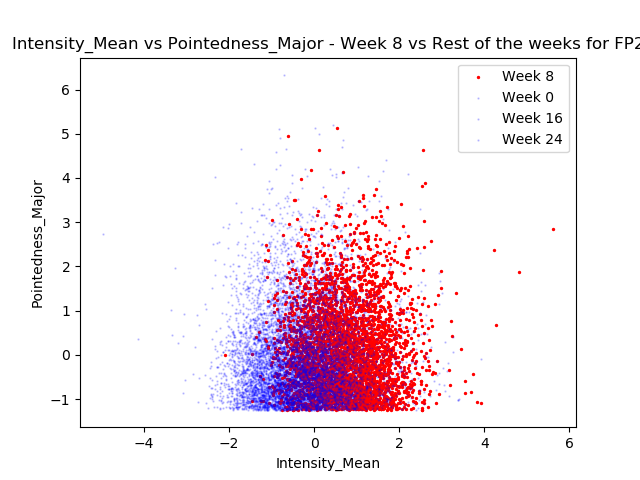 Intensity_Mean vs Pointedness_Major - Week 8 vs Rest of the weeks for FP2
Week 8
Week 0
Week 16
Week 24
6
5
4
3
2
1
0
−1
Pointedness_Major
−4
−2
0
2
4
6
Intensity_Mean